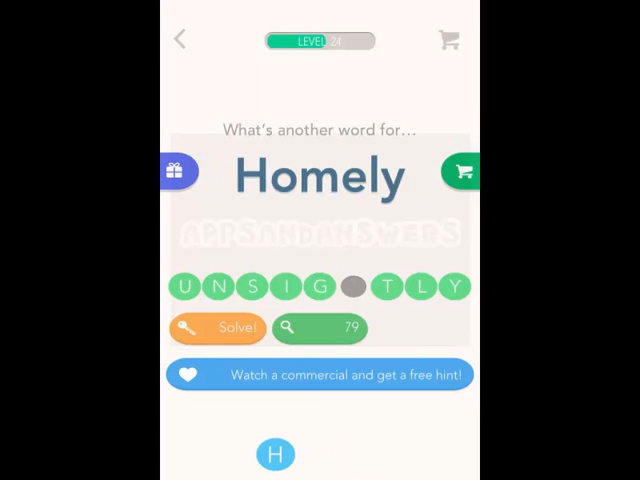 LEVEL 24
What's another word for...
Homely
APPSANDANSWERS
U N S I G T L Y
Solve! 79
Watch a commercial and get a free hint!
H